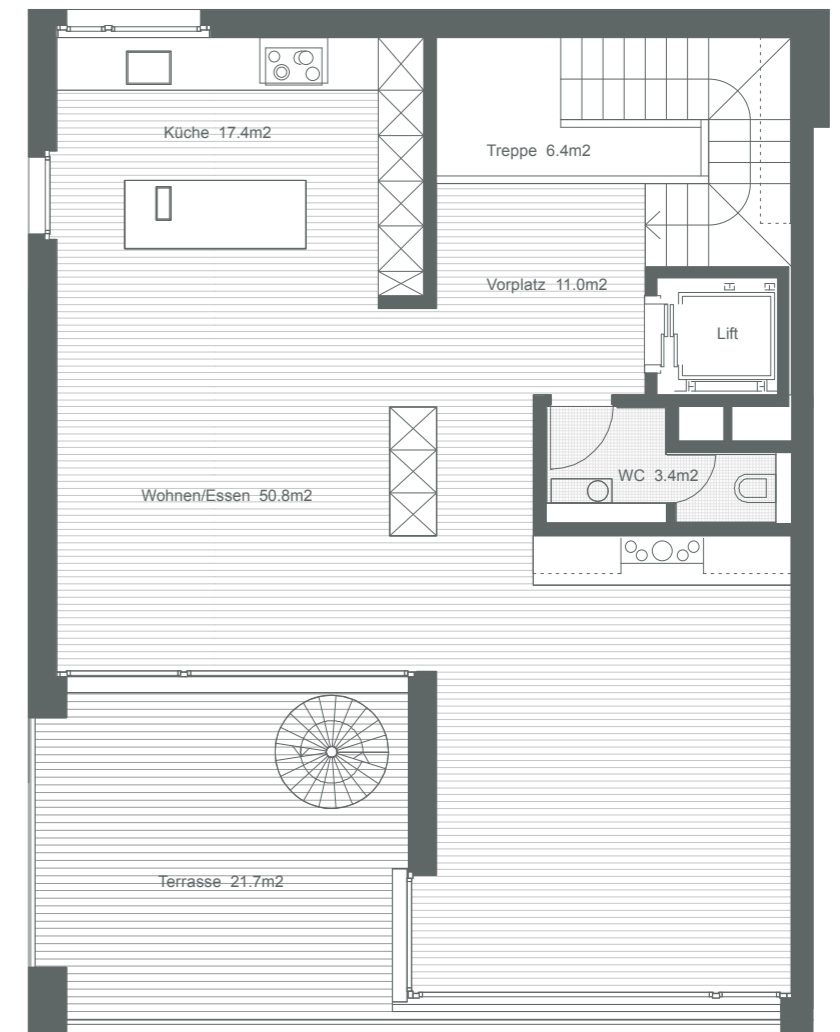 Küche 17.4m2
Treppe 6.4m2
Vorplatz 11.0m2
Lift
WC 3.4m2
Wohnen/Essen 50.8m2
Terrasse 21.7m2